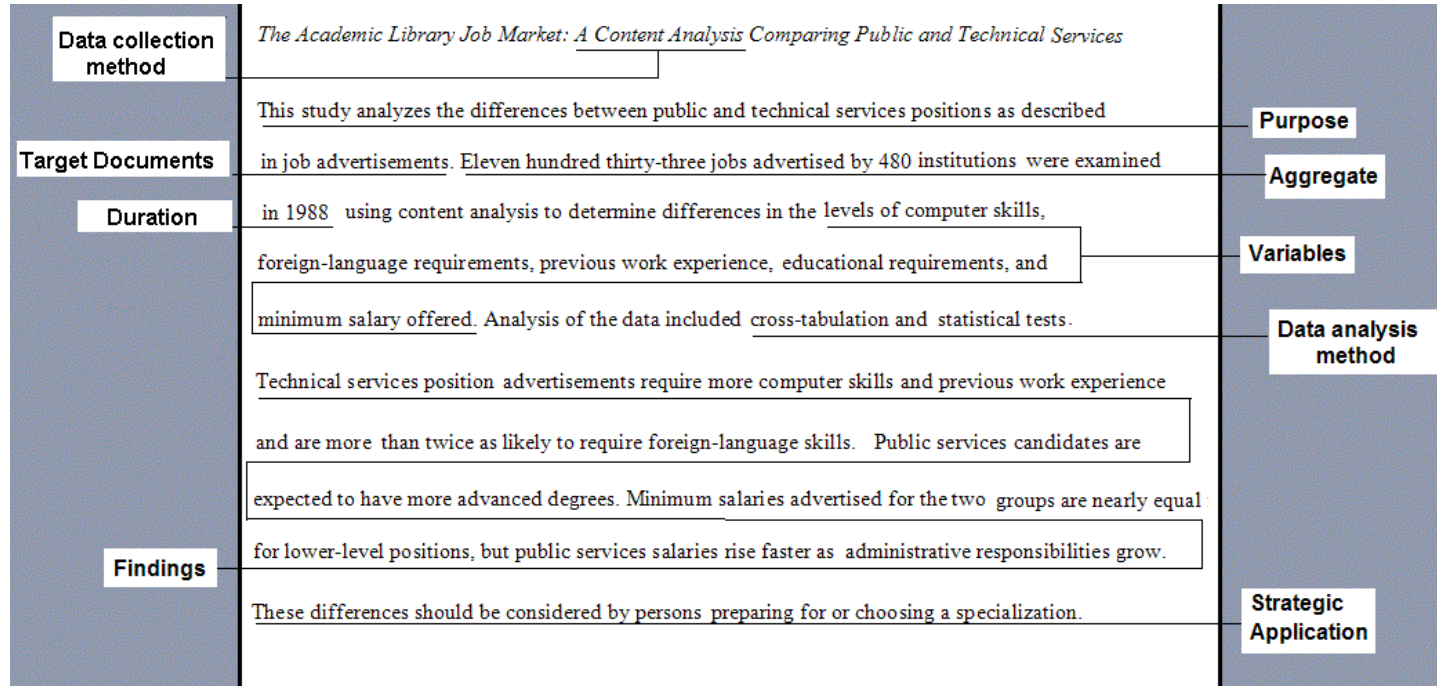 Data collection
method
The Academic Library Job Market: A Content Analysis Comparing Public and Technical Services
This study analyzes the differences between public and technical services positions as described
Purpose
Target Documents
in job advertisements. Eleven hundred thirty-three jobs advertised by 480 institutions were examined
Aggregate
Duration
in 1988 using content analysis to determine differences in the levels of computer skills,
foreign-language requirements, previous work experience, educational requirements, and
Variables
minimum salary offered. Analysis of the data included cross-tabulation and statistical tests.
Data analysis
method
Technical services position advertisements require more computer skills and previous work experience
and are more than twice as likely to require foreign-language skills. Public services candidates are
expected to have more advanced degrees. Minimum salaries advertised for the two groups are nearly equal
for lower-level positions, but public services salaries rise faster as administrative responsibilities grow.
Findings
These differences should be considered by persons preparing for or choosing a specialization.
Strategic
Application